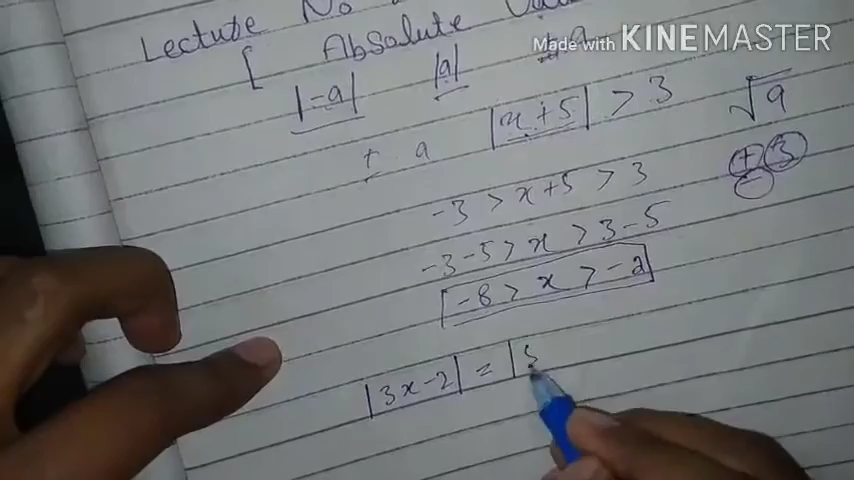 Lecture No
Made with KINEMASTER
[ Absolute
|-a| |a| ± a
± a |x+5| > 3 √a
-3 > x+5 > 3 + 3
-
-3-5 > x > 3-5
-8 > x > -2
|3x-2| = |5